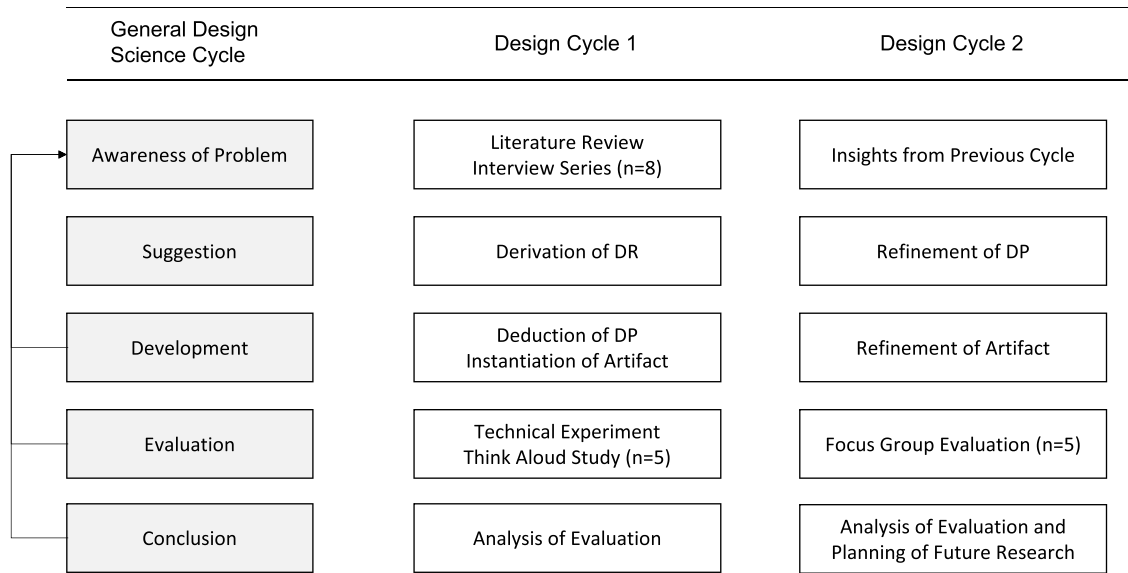 General Design
Science Cycle
Design Cycle 1
Design Cycle 2
Awareness of Problem
Literature Review
Interview Series (n=8)
Insights from Previous Cycle
Suggestion
Derivation of DR
Refinement of DP
Development
Deduction of DP
Instantiation of Artifact
Refinement of Artifact
Evaluation
Technical Experiment
Think Aloud Study (n=5)
Focus Group Evaluation (n=5)
Conclusion
Analysis of Evaluation
Analysis of Evaluation and
Planning of Future Research